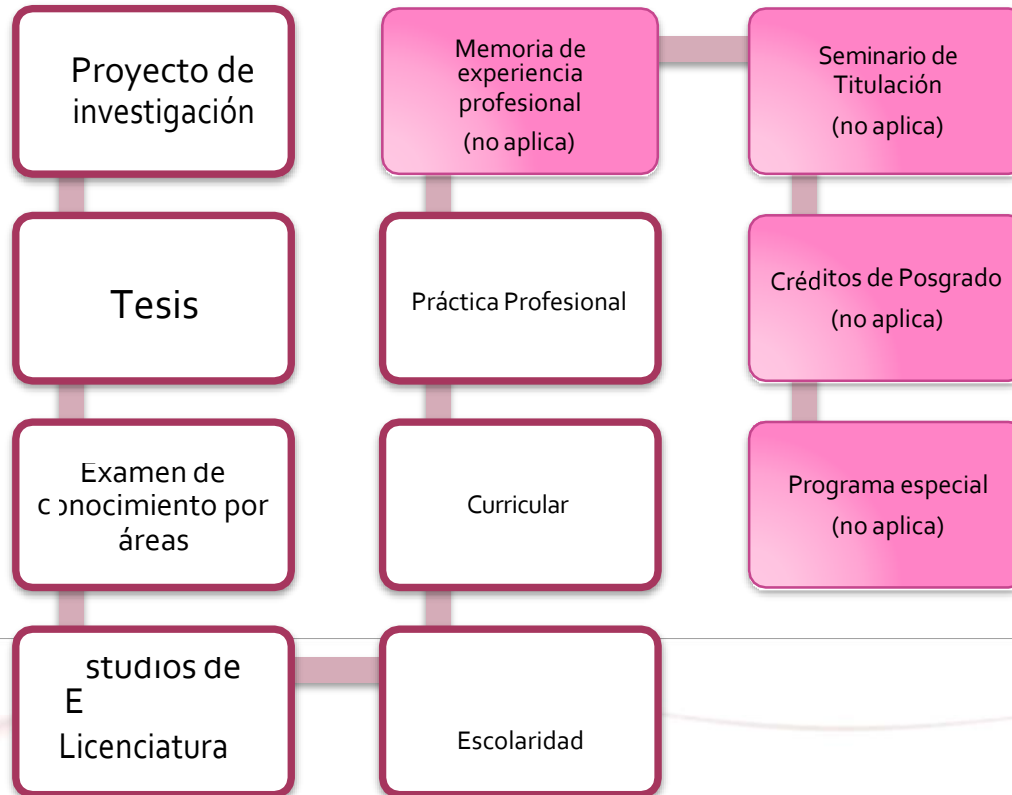 Proyecto de
investigación
Tesis
Examen de
conocimiento por
áreas
Estudios de
Licenciatura
Escolaridad
Curricular
Práctica Profesional
Memoria de
experiencia
profesional
(no aplica)
Seminario de
Titulación
(no aplica)
Créditos de Posgrado
(no aplica)
Programa especial
(no aplica)